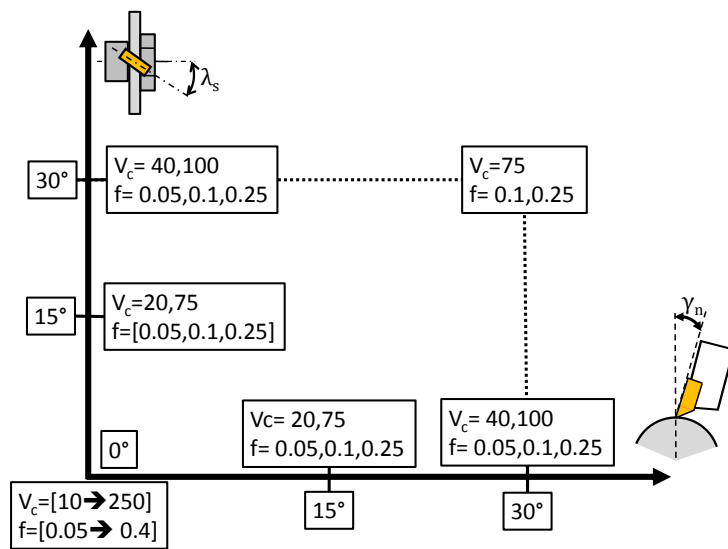 λs
30°
Vc= 40,100
f= 0.05,0.1,0.25
Vc=75
f= 0.1,0.25
15°
Vc=20,75
f=[0.05,0.1,0.25]
γn
0°
Vc= 20,75
f= 0.05,0.1,0.25
Vc= 40,100
f= 0.05,0.1,0.25
Vc=[10➔250]
f=[0.05➔ 0.4]
15°
30°